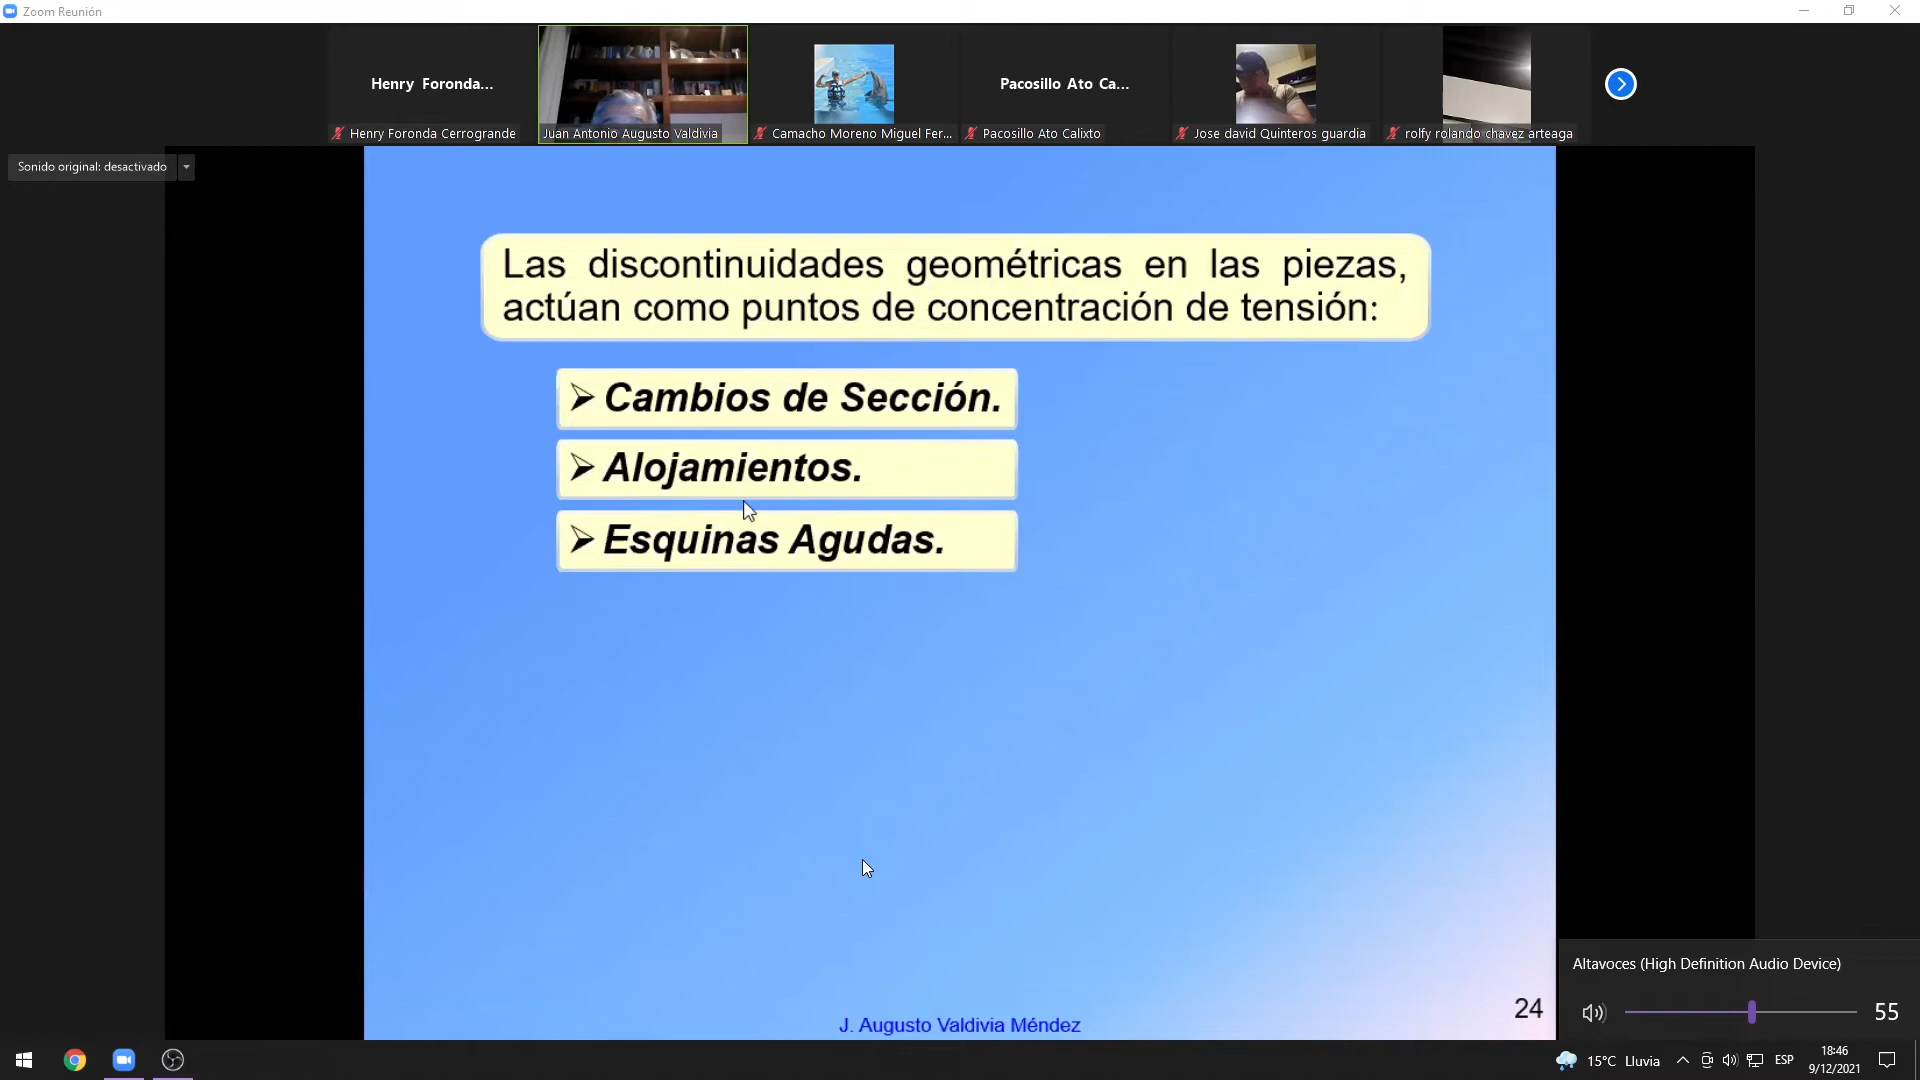 Zoom Reunión
Henry Foronda...
Pacosillo Ato Ca...
Henry Foronda Cerrogrande
Juan Antonio Augusto Valdivia
Camacho Moreno Miguel Fer...
Pacosillo Ato Calixto
Jose david Quinteros guardia
rolfy rolando chavez arteaga
Sonido original: desactivado
Las discontinuidades geométricas en las piezas,
actúan como puntos de concentración de tensión:
➢ Cambios de Sección.
➢ Alojamientos.
➢ Esquinas Agudas.
Altavoces (High Definition Audio Device)
55
24
J. Augusto Valdivia Méndez
15°C Lluvia
ESP
18:46
9/12/2021